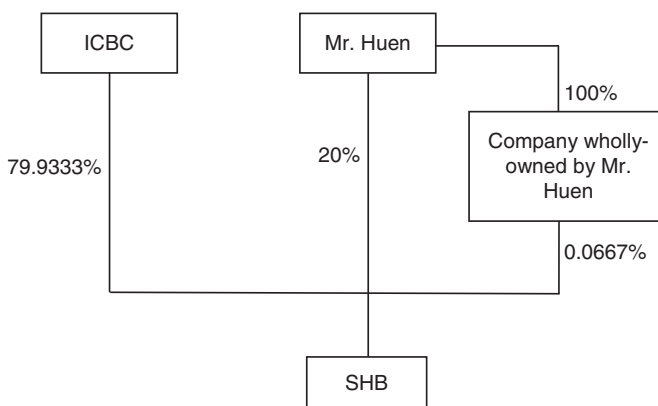 ICBC
Mr. Huen
100%
79.9333%
20%
Company wholly-
owned by Mr.
Huen
0.0667%
SHB